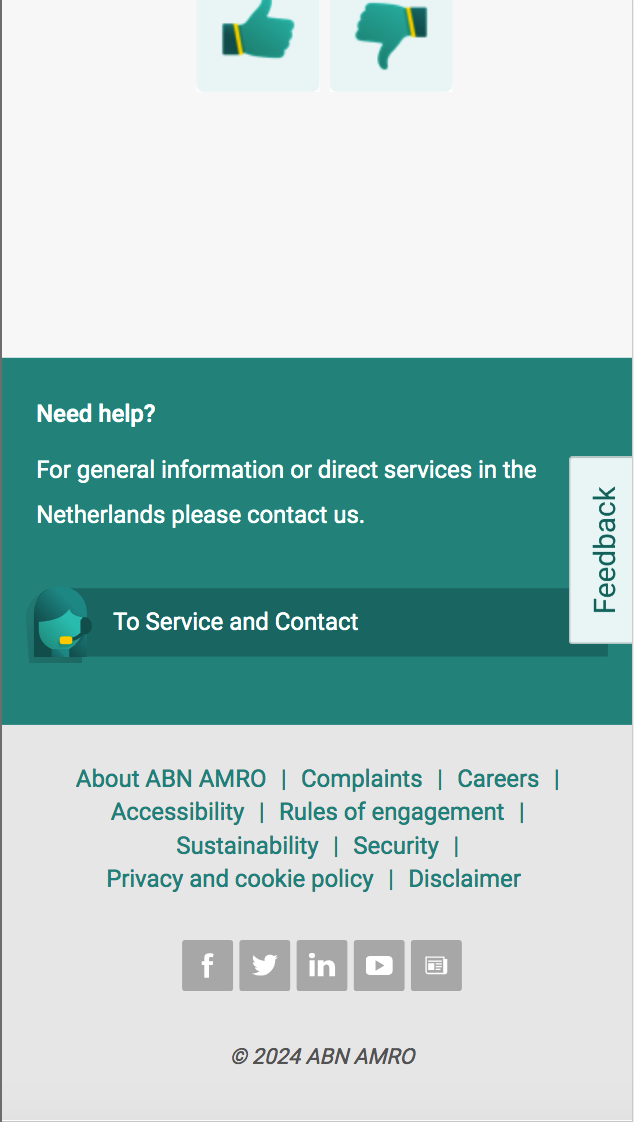 Need help?
For general information or direct services in the
Netherlands please contact us.
Feedback
To Service and Contact
About ABN AMRO | Complaints | Careers |
Accessibility | Rules of engagement |
Sustainability | Security |
Privacy and cookie policy | Disclaimer
© 2024 ABN AMRO